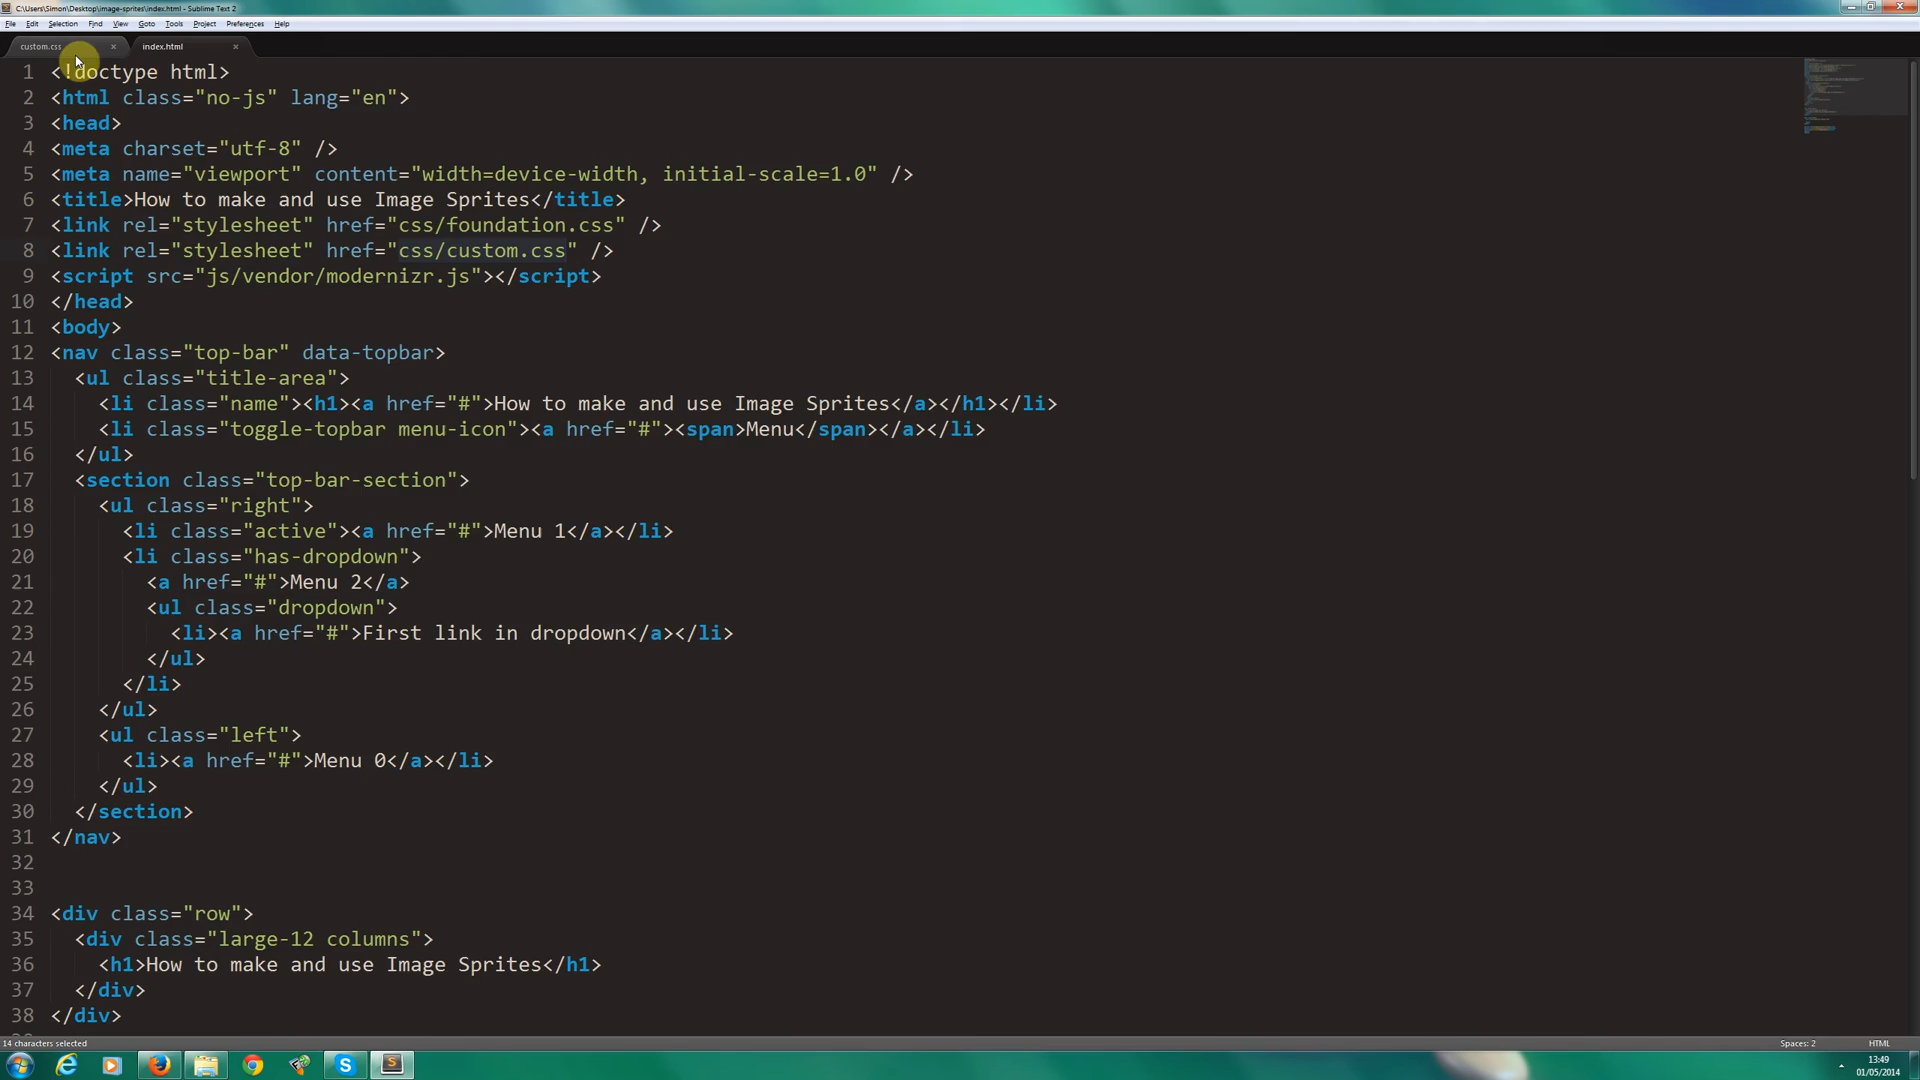 C:\Users\Simon\Desktop\image-sprites\index.html - Sublime Text 2
File Edit Selection Find View Goto Tools Project Preferences Help
custom.css × index.html ×
1 <!doctype html>
2 <html class="no-js" lang="en">
3 <head>
4 <meta charset="utf-8" />
5 <meta name="viewport" content="width=device-width, initial-scale=1.0" />
6 <title>How to make and use Image Sprites</title>
7 <link rel="stylesheet" href="css/foundation.css" />
8 <link rel="stylesheet" href="css/custom.css" />
9 <script src="js/vendor/modernizr.js"></script>
10 </head>
11 <body>
12 <nav class="top-bar" data-topbar>
13 <ul class="title-area">
14 <li class="name"><h1><a href="#">How to make and use Image Sprites</a></h1></li>
15 <li class="toggle-topbar menu-icon"><a href="#"><span>Menu</span></a></li>
16 </ul>
17 <section class="top-bar-section">
18 <ul class="right">
19 <li class="active"><a href="#">Menu 1</a></li>
20 <li class="has-dropdown">
21 <a href="#">Menu 2</a>
22 <ul class="dropdown">
23 <li><a href="#">First link in dropdown</a></li>
24 </ul>
25 </li>
26 </ul>
27 <ul class="left">
28 <li><a href="#">Menu 0</a></li>
29 </ul>
30 </section>
31 </nav>
32
33
34 <div class="row">
35 <div class="large-12 columns">
36 <h1>How to make and use Image Sprites</h1>
37 </div>
38 </div>
14 characters selected Spaces: 2 HTML
13:49
01/05/2014